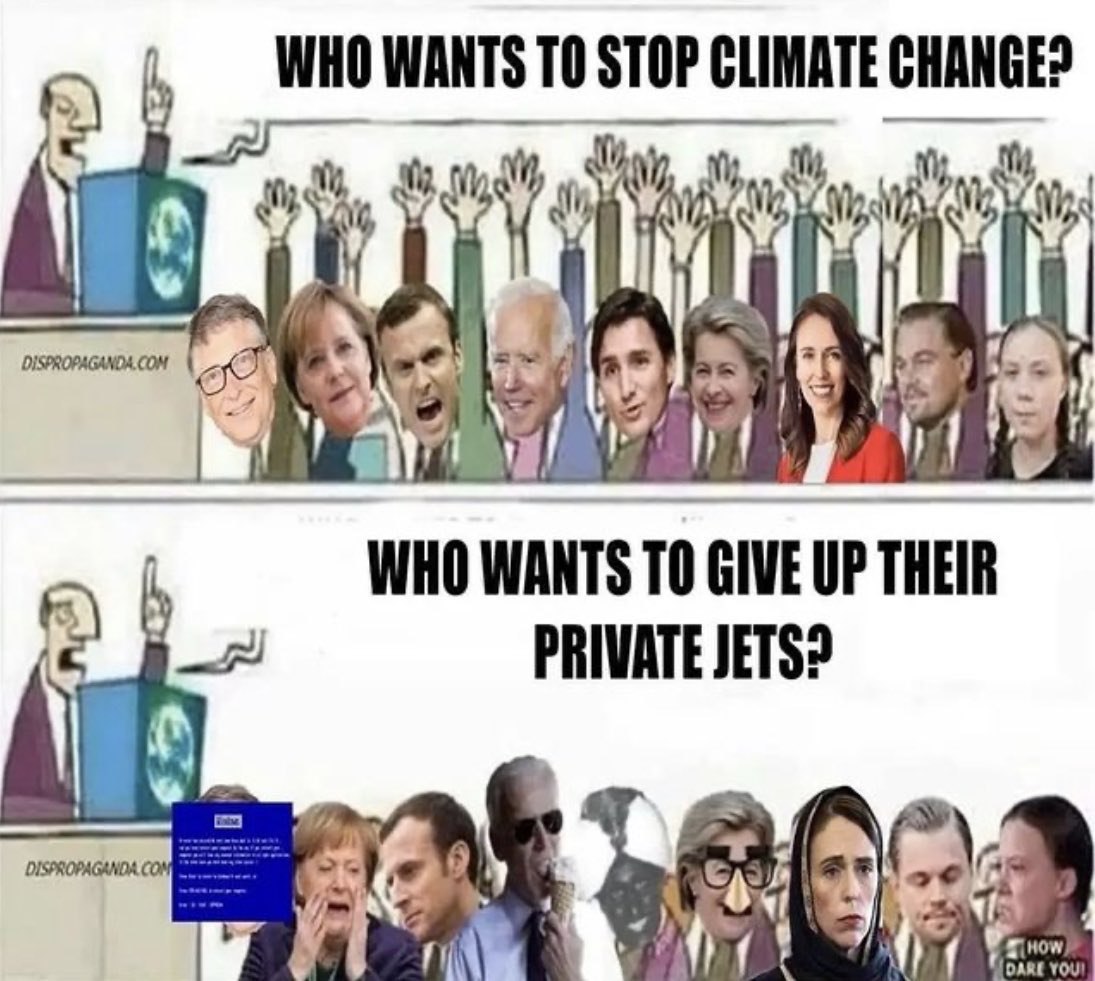 WHO WANTS TO STOP CLIMATE CHANGE?
DISPROPAGANDA.COM
WHO WANTS TO GIVE UP THEIR
PRIVATE JETS?
DISPROPAGANDA.COM
HOW
DARE YOU!